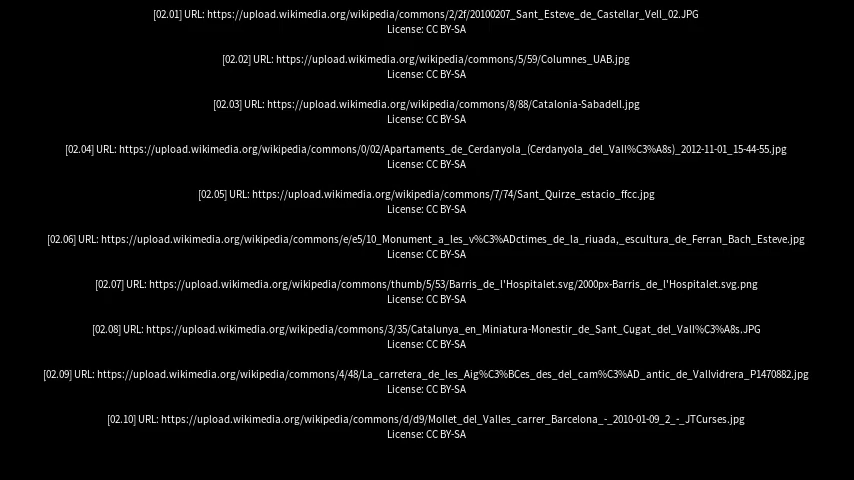 [02.01] URL: https://upload.wikimedia.org/wikipedia/commons/2/2f/20100207_Sant_Esteve_de_Castellar_Vell_02.JPG
License: CC BY-SA
[02.02] URL: https://upload.wikimedia.org/wikipedia/commons/5/59/Columnes_UAB.jpg
License: CC BY-SA
[02.03] URL: https://upload.wikimedia.org/wikipedia/commons/8/88/Catalonia-Sabadell.jpg
License: CC BY-SA
[02.04] URL: https://upload.wikimedia.org/wikipedia/commons/0/02/Apartaments_de_Cerdanyola_(Cerdanyola_del_Vall%C3%A8s)_2012-11-01_15-44-55.jpg
License: CC BY-SA
[02.05] URL: https://upload.wikimedia.org/wikipedia/commons/7/74/Sant_Quirze_estacio_ffcc.jpg
License: CC BY-SA
[02.06] URL: https://upload.wikimedia.org/wikipedia/commons/e/e5/10_Monument_a_les_v%C3%ADctimes_de_la_riuada,_escultura_de_Ferran_Bach_Esteve.jpg
License: CC BY-SA
[02.07] URL: https://upload.wikimedia.org/wikipedia/commons/thumb/5/53/Barris_de_l'Hospitalet.svg/2000px-Barris_de_l'Hospitalet.svg.png
License: CC BY-SA
[02.08] URL: https://upload.wikimedia.org/wikipedia/commons/3/35/Catalunya_en_Miniatura-Monestir_de_Sant_Cugat_del_Vall%C3%A8s.JPG
License: CC BY-SA
[02.09] URL: https://upload.wikimedia.org/wikipedia/commons/4/48/La_carretera_de_les_Aig%C3%BCes_des_del_cam%C3%AD_antic_de_Vallvidrera_P1470882.jpg
License: CC BY-SA
[02.10] URL: https://upload.wikimedia.org/wikipedia/commons/d/d9/Mollet_del_Valles_carrer_Barcelona_-_2010-01-09_2_-_JTCurses.jpg
License: CC BY-SA